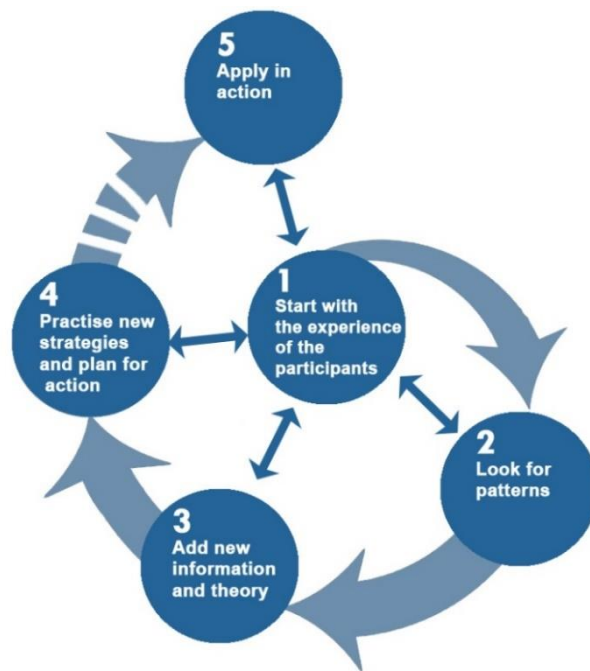 1
Start with
the experience
of the
participants
2
Look for
patterns
3
Add new
information
and theory
4
Practise new
strategies
and plan for
action
5
Apply in
action